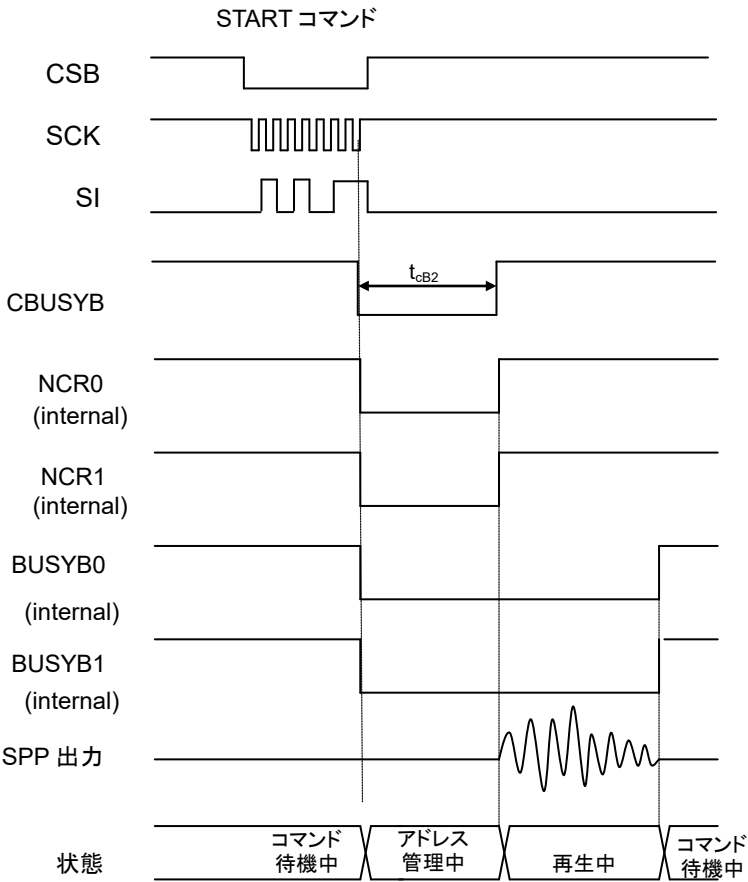 START コマンド
CSB
SCK
SI
tcB2
CBUSYB
NCR0
(internal)
NCR1
(internal)
BUSYB0
(internal)
BUSYB1
(internal)
SPP 出力
状態
コマンド
待機中
アドレス
管理中
再生中
コマンド
待機中